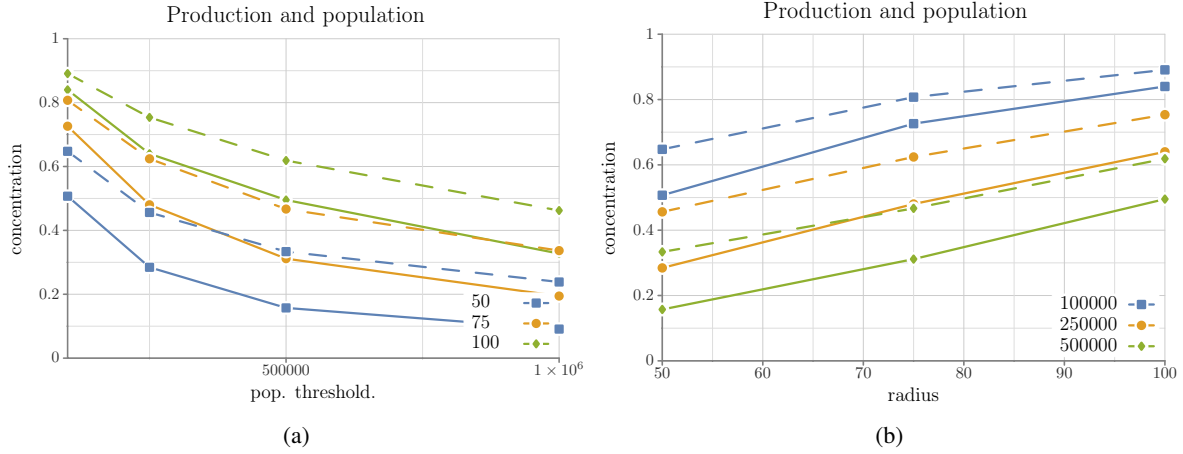 Production and population
1
0.8
0.6
0.4
0.2
0
concentration
50
75
100
500000
1 × 10⁶
pop. threshold.
(a)
Production and population
1
0.8
0.6
0.4
0.2
0
concentration
100000
250000
500000
50
60
70
80
90
100
radius
(b)